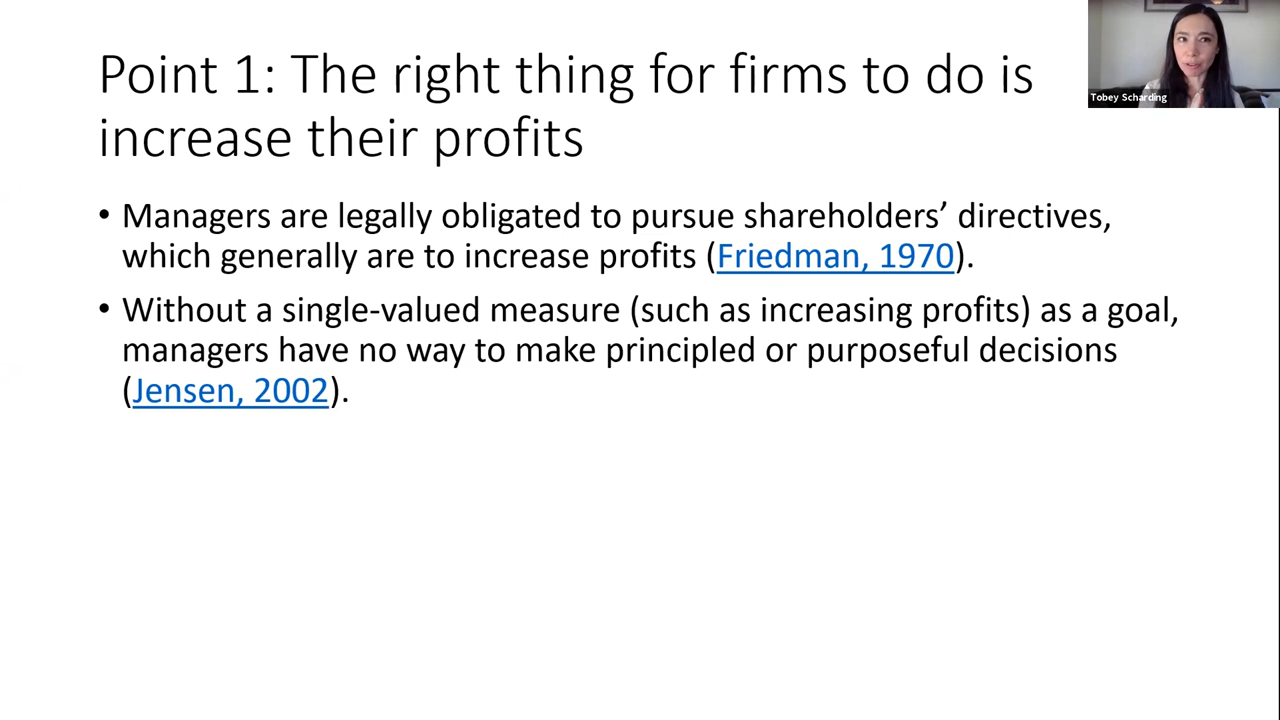 Point 1: The right thing for firms to do is
increase their profits
Tobey Scharding
• Managers are legally obligated to pursue shareholders’ directives,
which generally are to increase profits (Friedman, 1970).
• Without a single-valued measure (such as increasing profits) as a goal,
managers have no way to make principled or purposeful decisions
(Jensen, 2002).